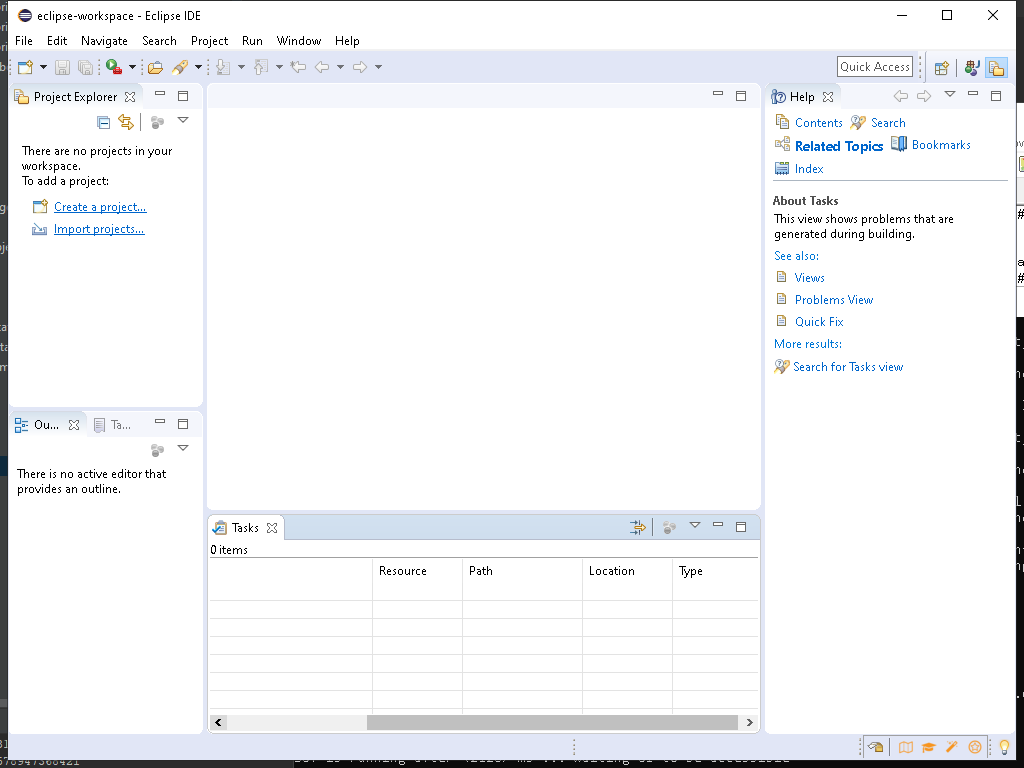 eclipse-workspace - Eclipse IDE
File Edit Navigate Search Project Run Window Help
Quick Access
Project Explorer
There are no projects in your
workspace.
To add a project:
Create a project...
Import projects...
Ou... Ta...
There is no active editor that
provides an outline.
Tasks
0 items
Resource Path Location Type
Help
Contents Search
Related Topics Bookmarks
Index
About Tasks
This view shows problems that are
generated during building.
See also:
Views
Problems View
Quick Fix
More results:
Search for Tasks view